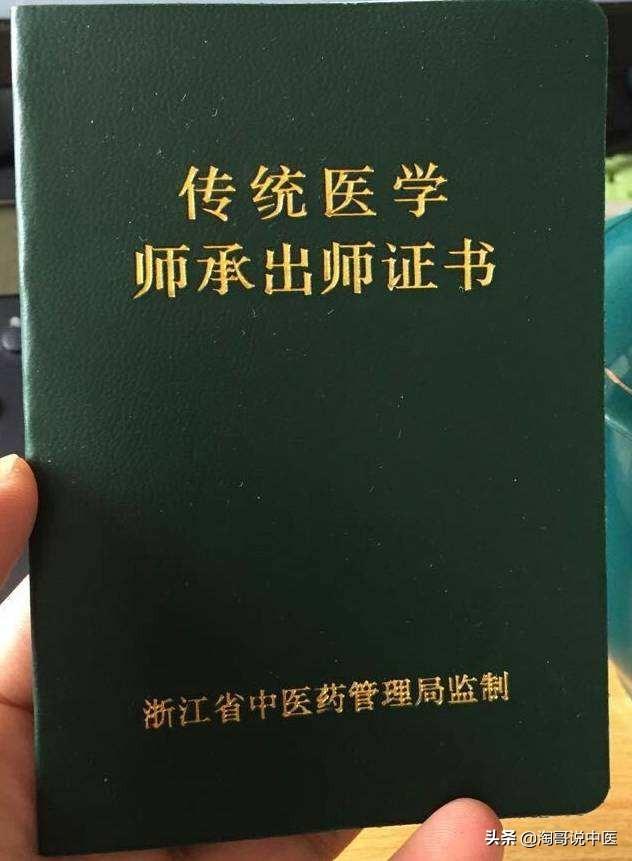 传统医学
师承出师证书
浙江省中医药管理局监制
头条 @淘哥说中医